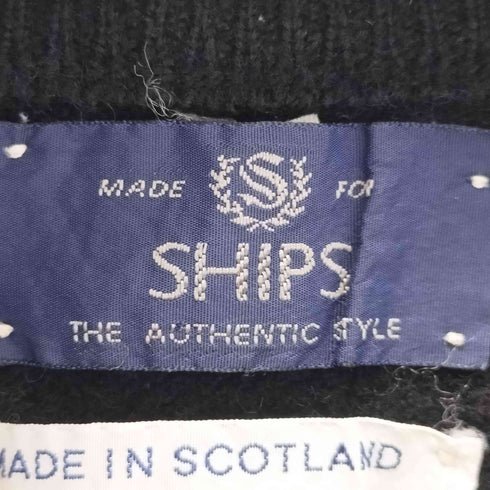 MADE S FOR
SHIPS
THE AUTHENTIC STYLE
MADE IN SCOTLAND